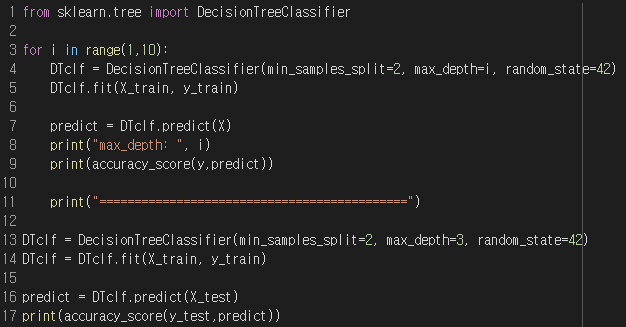 1 from sklearn.tree import DecisionTreeClassifier
2
3 for i in range(1,10):
4     DTclf = DecisionTreeClassifier(min_samples_split=2, max_depth=i, random_state=42)
5     DTclf.fit(X_train, y_train)
6
7     predict = DTclf.predict(X)
8     print("max_depth: ", i)
9     print(accuracy_score(y,predict))
10
11     print("============================================")
12
13 DTclf = DecisionTreeClassifier(min_samples_split=2, max_depth=3, random_state=42)
14 DTclf = DTclf.fit(X_train, y_train)
15
16 predict = DTclf.predict(X_test)
17 print(accuracy_score(y_test,predict))